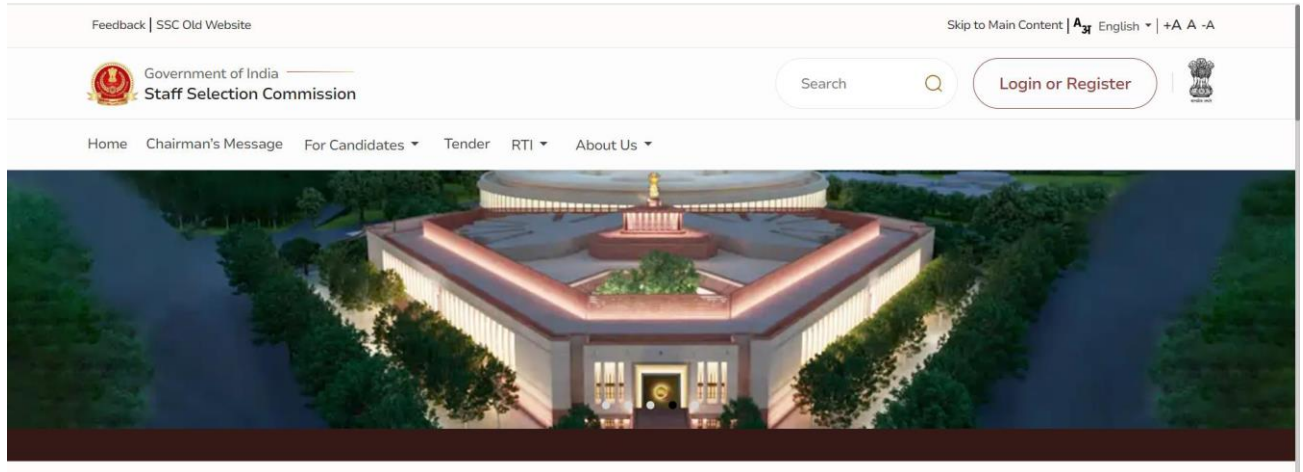 Feedback | SSC Old Website
Skip to Main Content | Aअ English | +A A -A
Government of India
Staff Selection Commission
Search
Login or Register
Home Chairman's Message For Candidates Tender RTI About Us